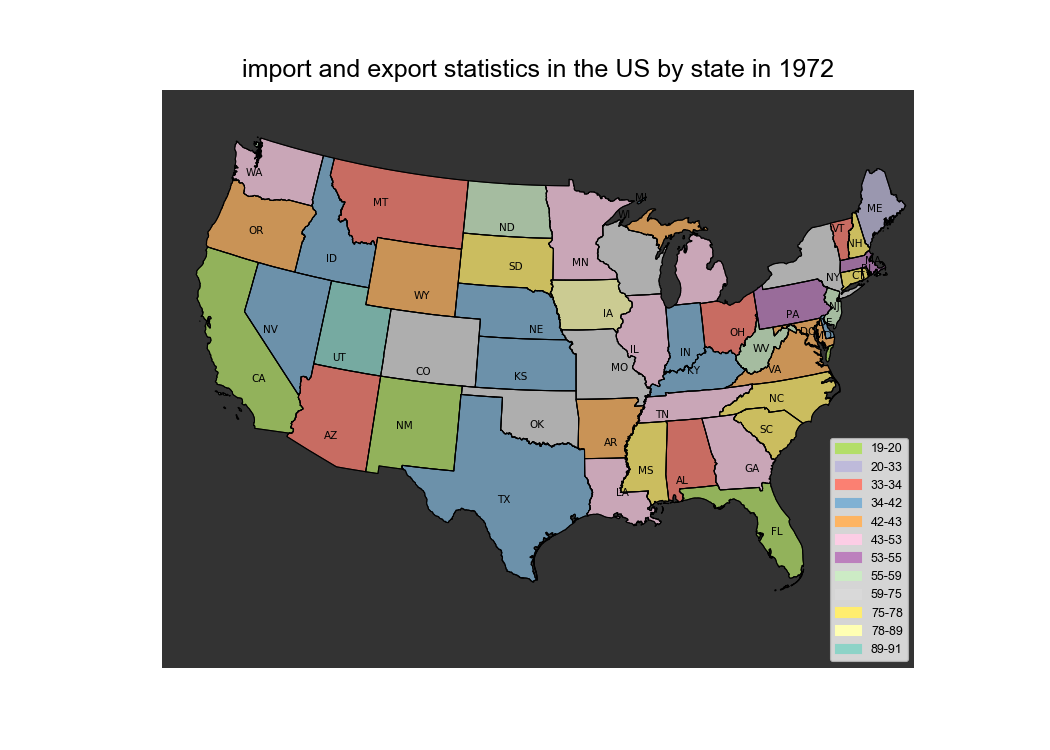 import and export statistics in the US by state in 1972
WA
MT
ND
MN
WI
MI
ME
VT
NH
OR
ID
SD
WY
NY
MA
CT
NV
UT
CO
NE
IA
IL
IN
OH
PA
NJ
CA
KS
MO
KY
WV
VA
AZ
NM
OK
AR
TN
NC
SC
TX
LA
MS
AL
GA
FL
19-20
20-33
33-34
34-42
42-43
43-53
53-55
55-59
59-75
75-78
78-89
89-91